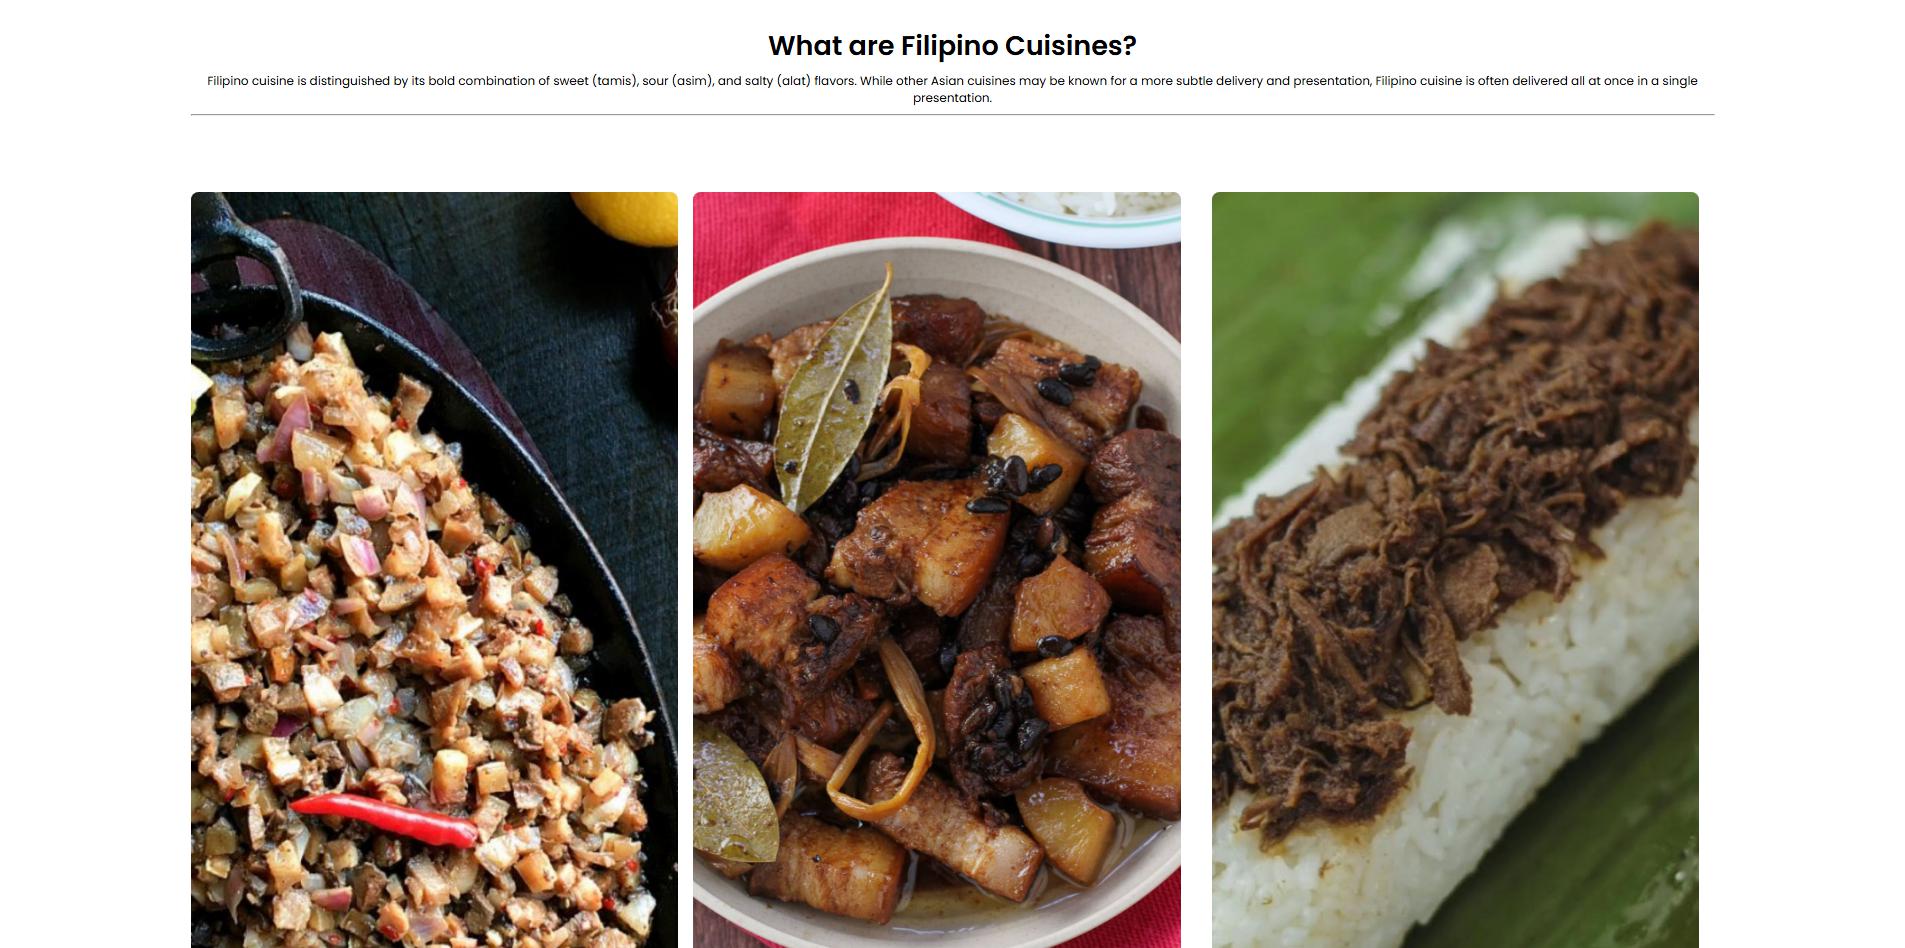 What are Filipino Cuisines?
Filipino cuisine is distinguished by its bold combination of sweet (tamis), sour (asim), and salty (alat) flavors. While other Asian cuisines may be known for a more subtle delivery and presentation, Filipino cuisine is often delivered all at once in a single
presentation.